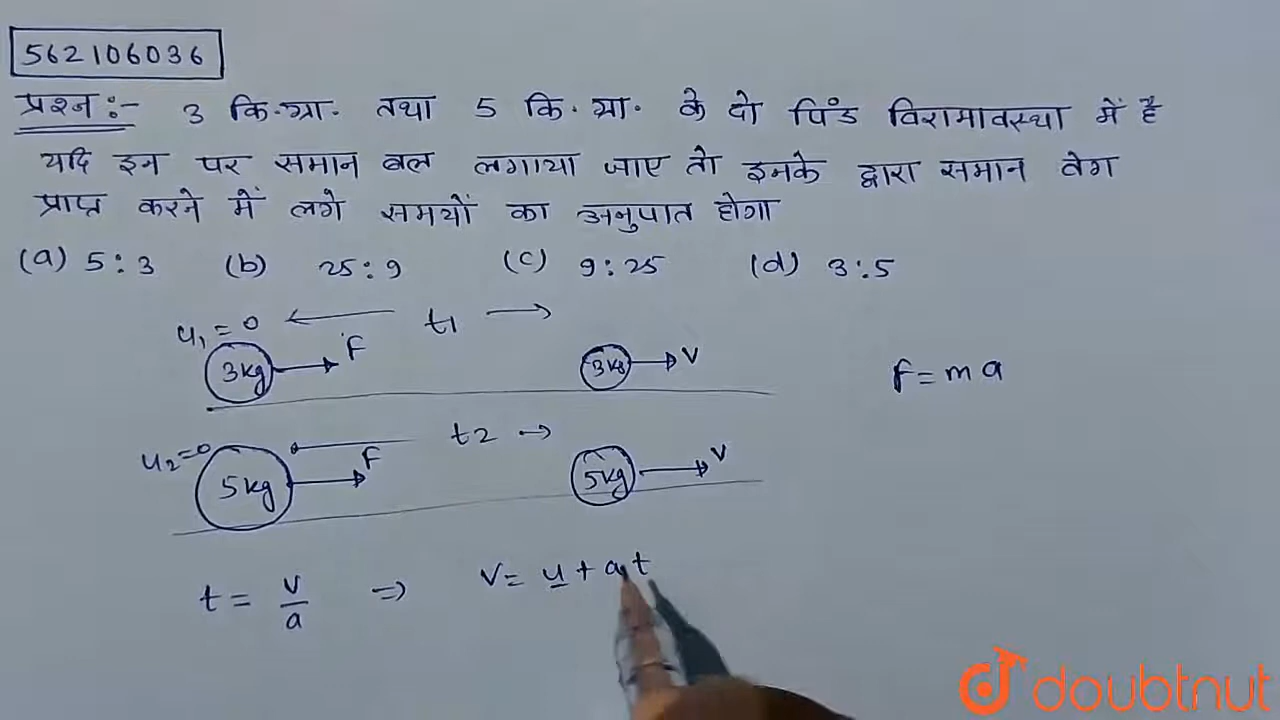 562106036
प्रश्न :- 3 कि.ग्रा. तथा 5 कि.ग्रा. के दो पिंड विरामावस्था में है
यदि इन पर समान बल लगाया जाए तो इनके द्वारा समान वेग
प्राप्त करने में लगे समयों का अनुपात होगा
(a) 5:3 (b) 25:9 (c) 9:25 (d) 3:5
u₁=0 ← t₁ →
3kg → F 3kg → V F=ma
u₂=0 ← t2 →
5kg → F 5kg → V
t = v/a ⇒ v= u + at
doubtnut